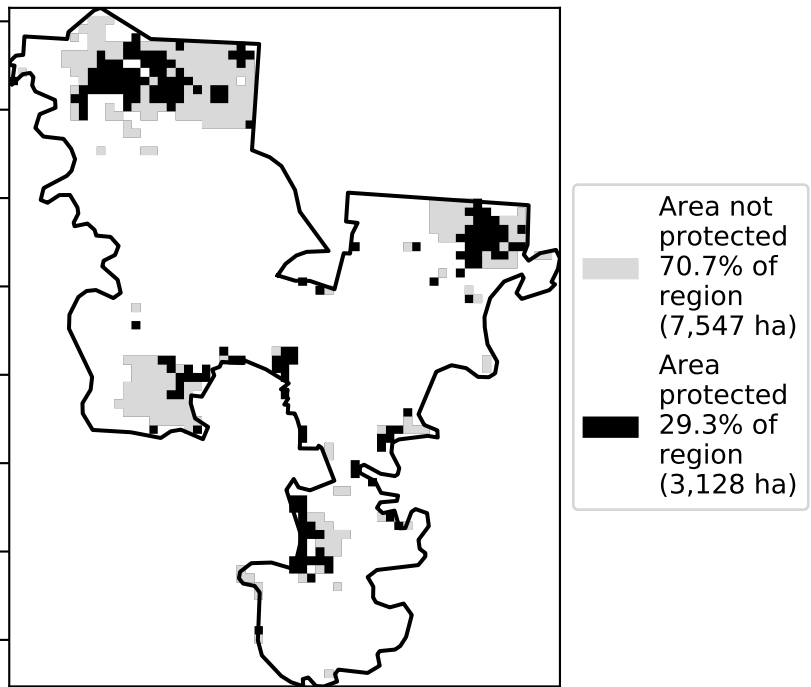 Area not
protected
70.7% of
region
(7,547 ha)
Area
protected
29.3% of
region
(3,128 ha)